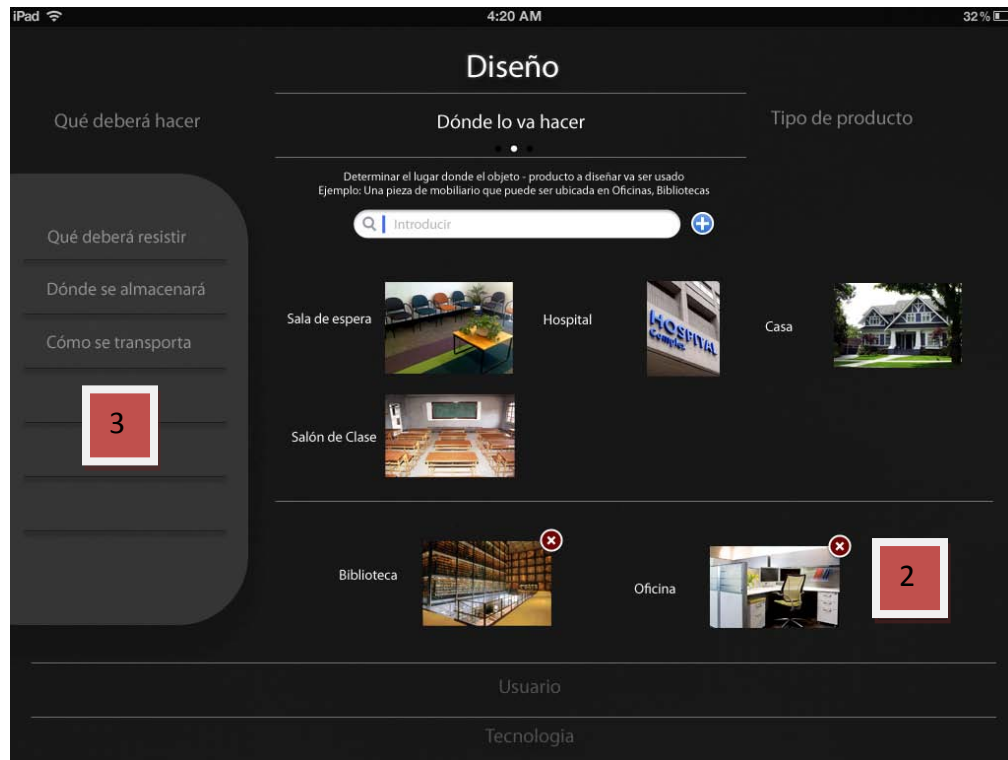 iPad 4:20 AM 32%
Diseño
Qué deberá hacer
Dónde lo va hacer
Tipo de producto
Determinar el lugar donde el objeto - producto a diseñar va ser usado
Ejemplo: Una pieza de mobiliario que puede ser ubicada en Oficinas, Bibliotecas
Introducir
Qué deberá resistir
Dónde se almacenará
Cómo se transporta
3
Sala de espera
Hospital
HOSPITAL
Complex
Casa
Salón de Clase
Biblioteca
Oficina
2
Usuario
Tecnologia